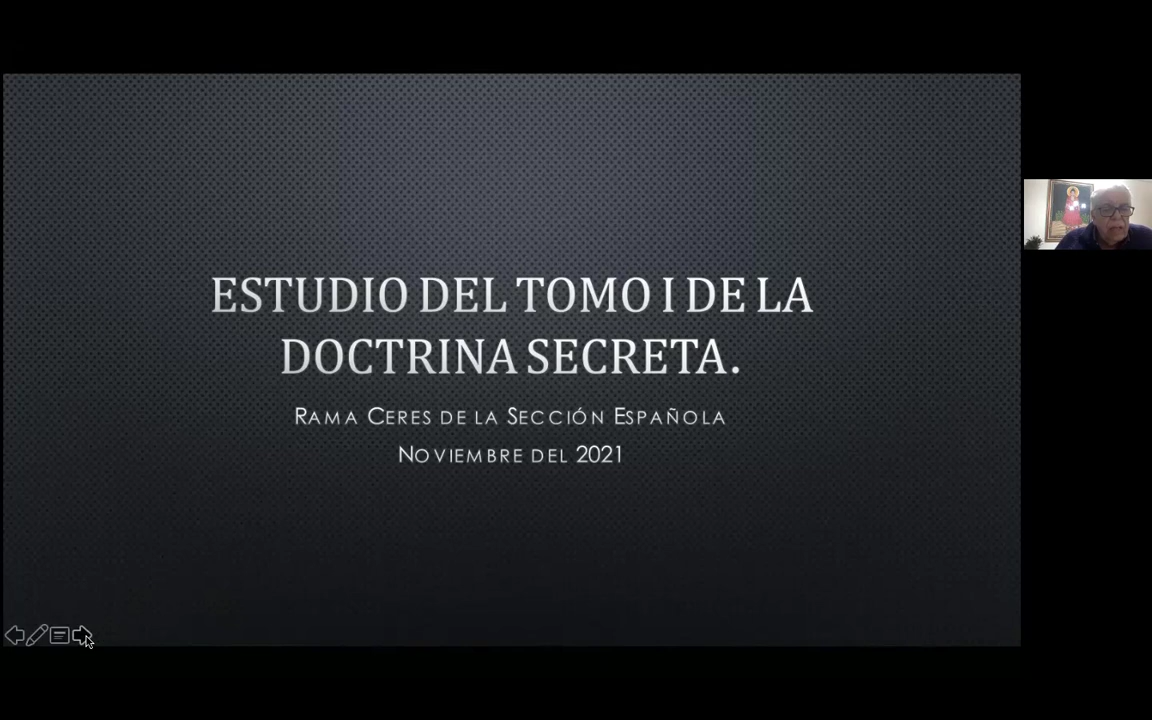 ESTUDIO DEL TOMO I DE LA
DOCTRINA SECRETA.
RAMA CERES DE LA SECCIÓN ESPAÑOLA
NOVIEMBRE DEL 2021